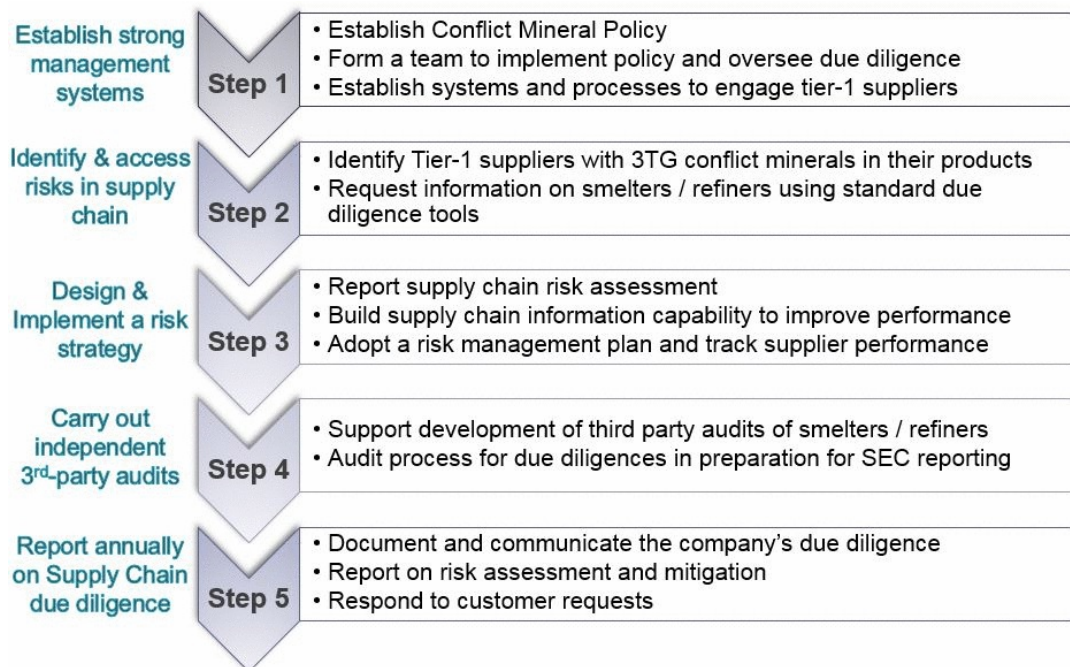 Establish strong
management
systems
Step 1
• Establish Conflict Mineral Policy
• Form a team to implement policy and oversee due diligence
• Establish systems and processes to engage tier-1 suppliers
Identify & access
risks in supply
chain
Step 2
• Identify Tier-1 suppliers with 3TG conflict minerals in their products
• Request information on smelters / refiners using standard due
diligence tools
Design &
Implement a risk
strategy
Step 3
• Report supply chain risk assessment
• Build supply chain information capability to improve performance
• Adopt a risk management plan and track supplier performance
Carry out
independent
3rd-party audits
Step 4
• Support development of third party audits of smelters / refiners
• Audit process for due diligences in preparation for SEC reporting
Report annually
on Supply Chain
due diligence
Step 5
• Document and communicate the company's due diligence
• Report on risk assessment and mitigation
• Respond to customer requests